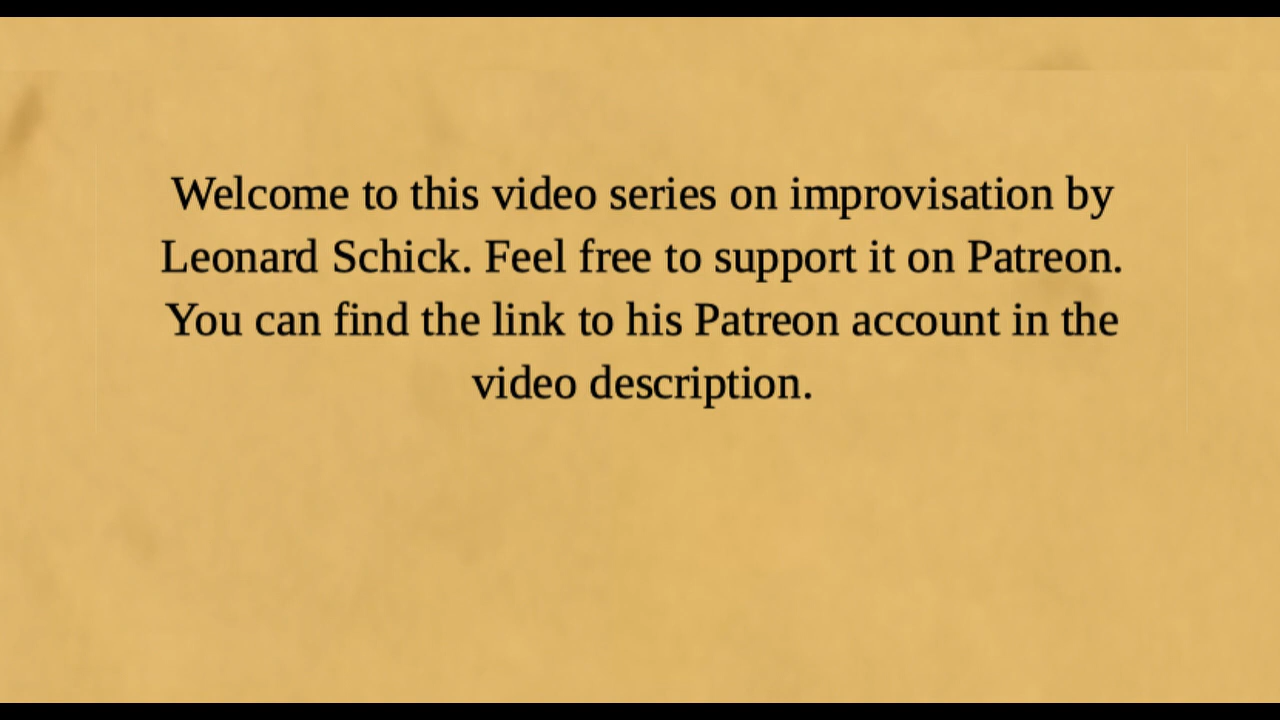 Welcome to this video series on improvisation by
Leonard Schick. Feel free to support it on Patreon.
You can find the link to his Patreon account in the
video description.